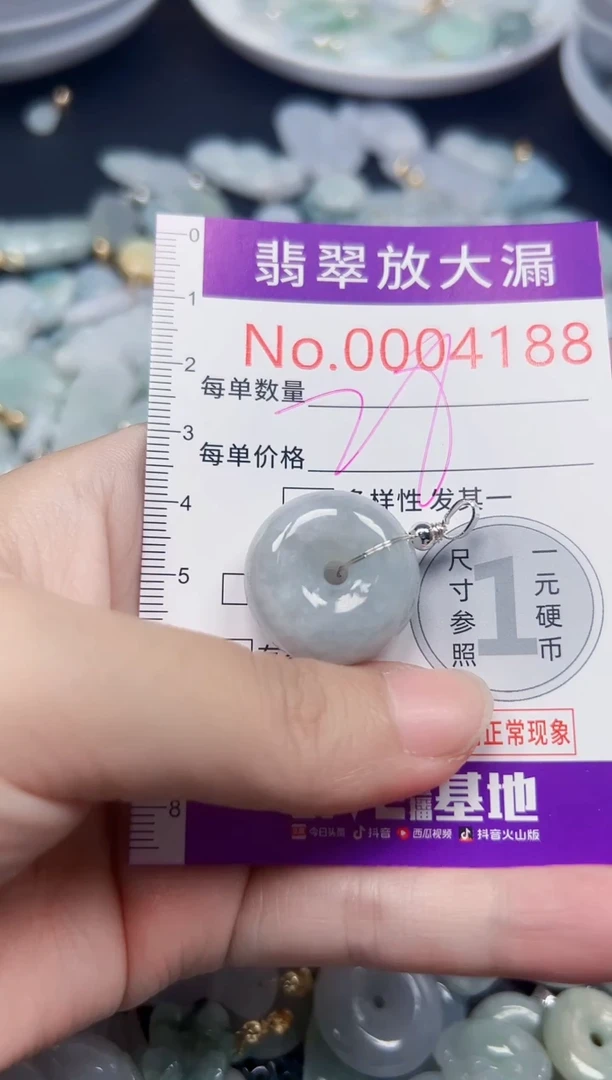 翡翠放大漏
No.0004188
每单数量
每单价格
29
多样性 发其一
尺寸参照
1
一元硬币
正常现象
播基地
今日头条 抖音 西瓜视频 抖音火山版
0
1
2
3
4
5
8